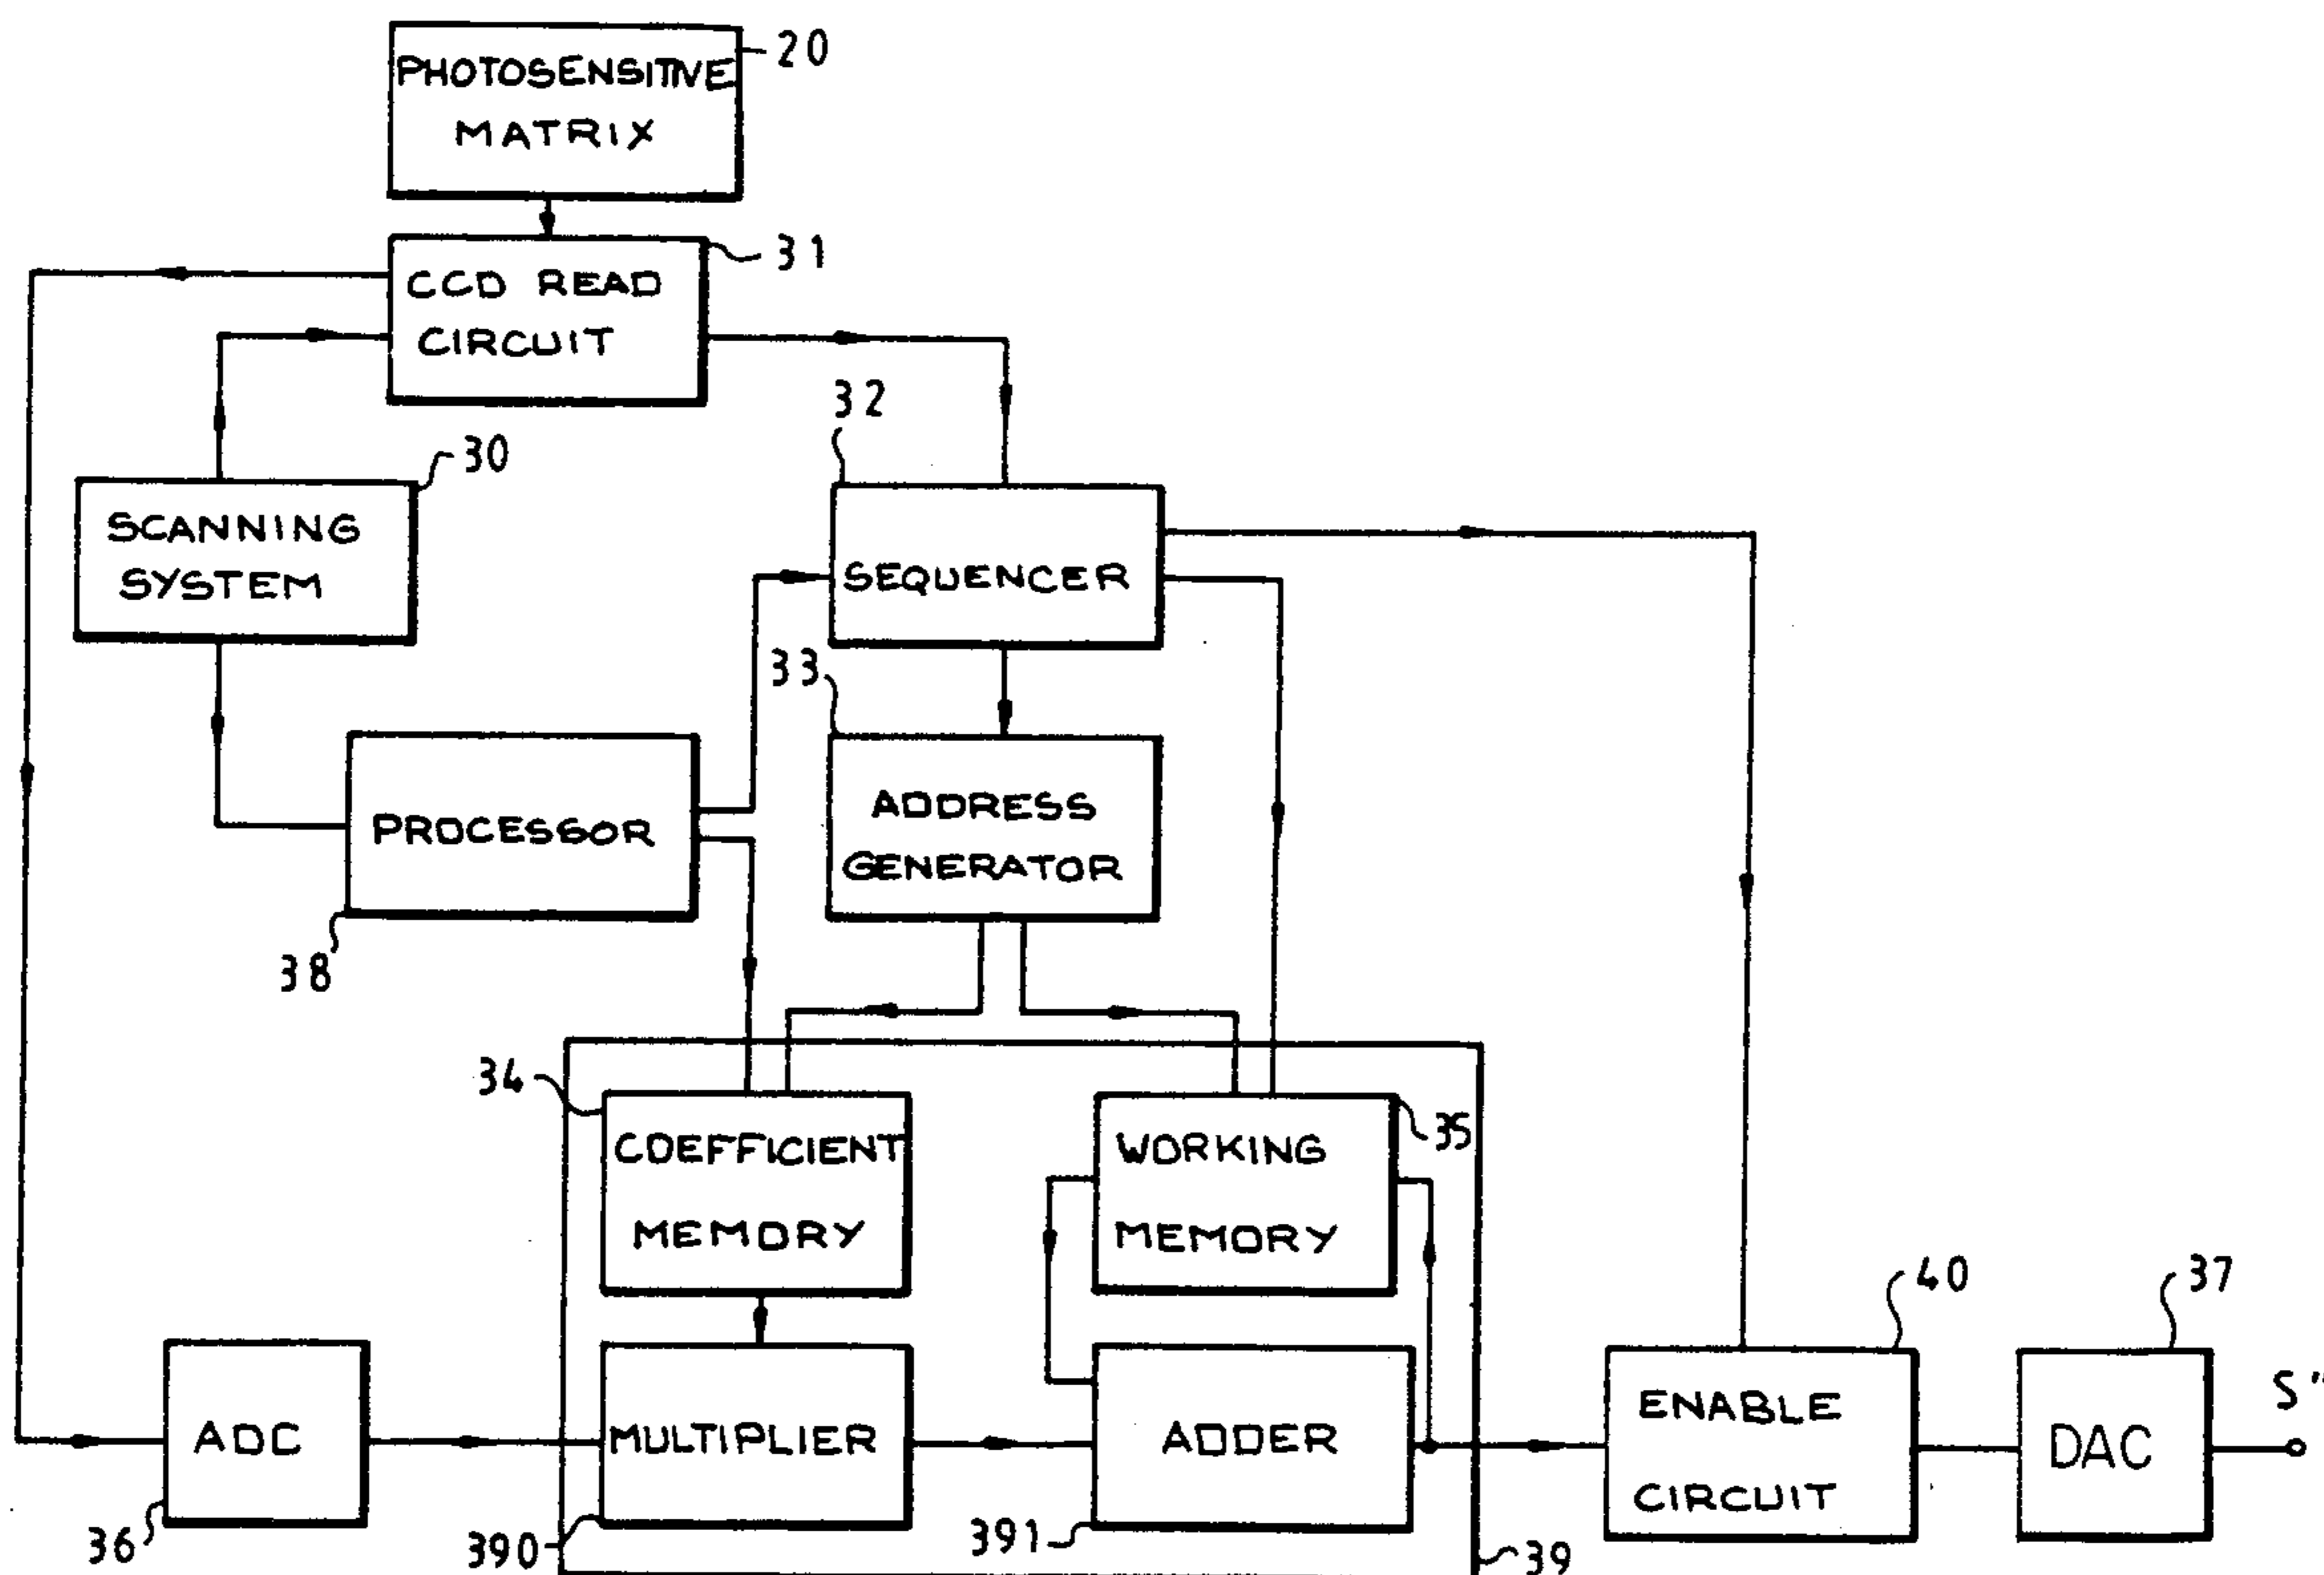 PHOTOSENSITIVE
MATRIX
20
CCD READ
CIRCUIT
31
32
SCANNING
SYSTEM
30
SEQUENCER
33
PROCESSOR
38
ADDRESS
GENERATOR
34
COEFFICIENT
MEMORY
WORKING
MEMORY
35
ADC
36
MULTIPLIER
390
ADDER
391
39
ENABLE
CIRCUIT
40
DAC
37
S"